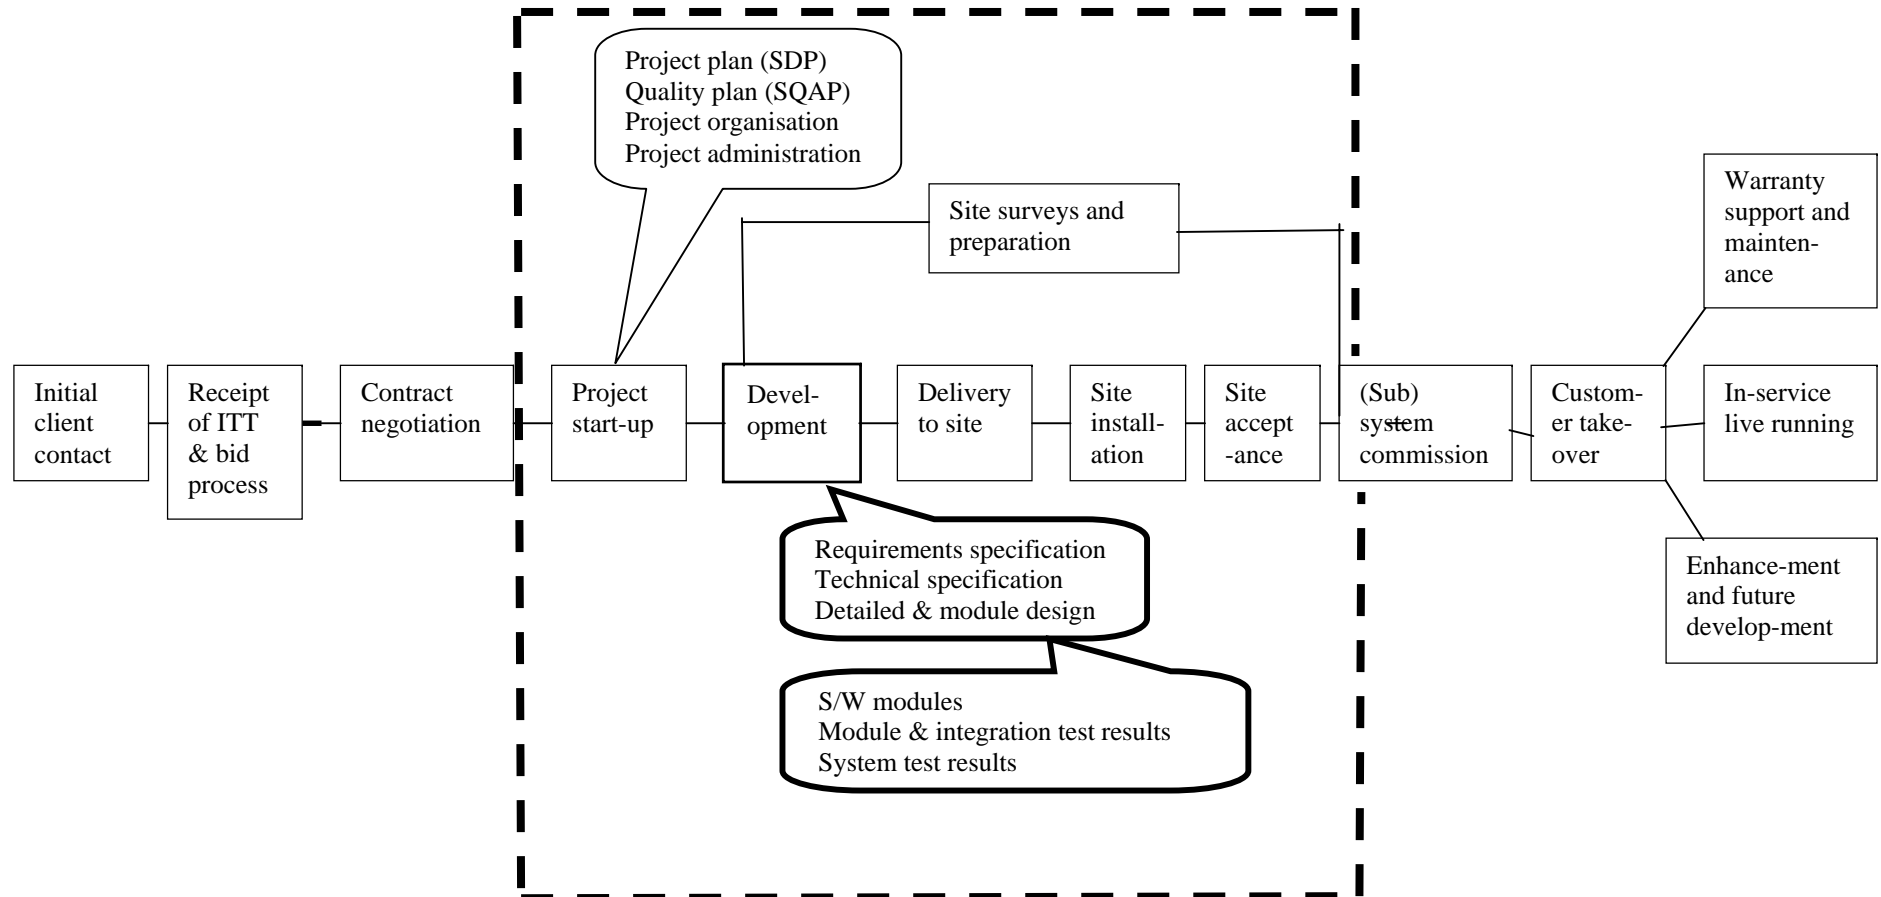 Project plan (SDP)
Quality plan (SQAP)
Project organisation
Project administration
Site surveys and
preparation
Warranty
support and
mainten-
ance
Initial
client
contact
Receipt
of ITT
& bid
process
Contract
negotiation
Project
start-up
Devel-
opment
Delivery
to site
Site
install-
ation
Site
accept
-ance
(Sub)
system
commission
Custom-
er take-
over
In-service
live running
Requirements specification
Technical specification
Detailed & module design
Enhance-ment
and future
develop-ment
S/W modules
Module & integration test results
System test results